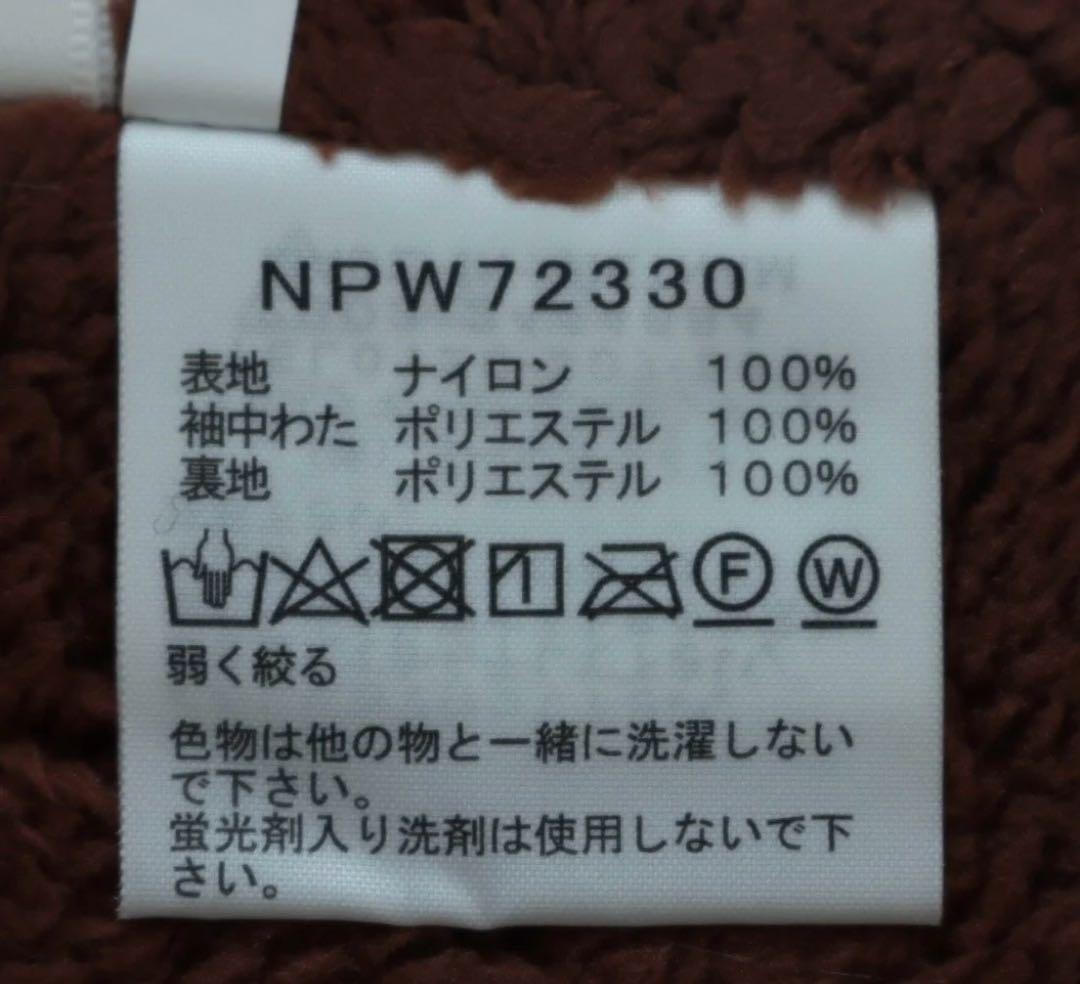 NPW72330
表地 ナイロン 100%
袖中わた ポリエステル 100%
裏地 ポリエステル 100%
F W
弱く絞る
色物は他の物と一緒に洗濯しない
で下さい。
蛍光剤入り洗剤は使用しないで下
さい。